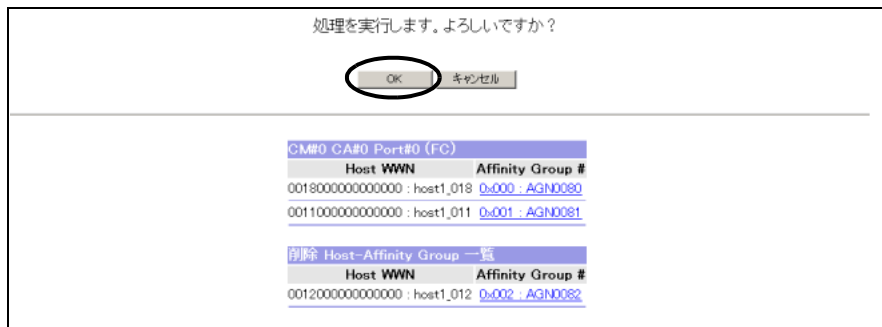 処理を実行します。よろしいですか？
OK キャンセル
CM#0 CA#0 Port#0 (FC)
Host WWN Affinity Group #
0018000000000000 : host1_018 0x000 : AGN0080
0011000000000000 : host1_011 0x001 : AGN0081
削除 Host-Affinity Group 一覧
Host WWN Affinity Group #
0012000000000000 : host1_012 0x002 : AGN0082